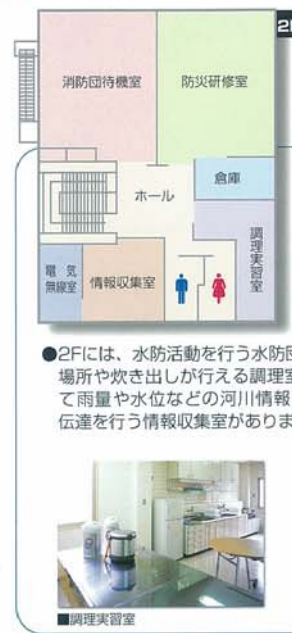 2F
消防団待機室
防災研修室
倉庫
ホール
調理実習室
電気
無線室
情報収集室
●2Fには、水防活動を行う水防団
場所や炊き出しが行える調理室
て雨量や水位などの河川情報
伝達を行う情報収集室がありま
■調理実習室